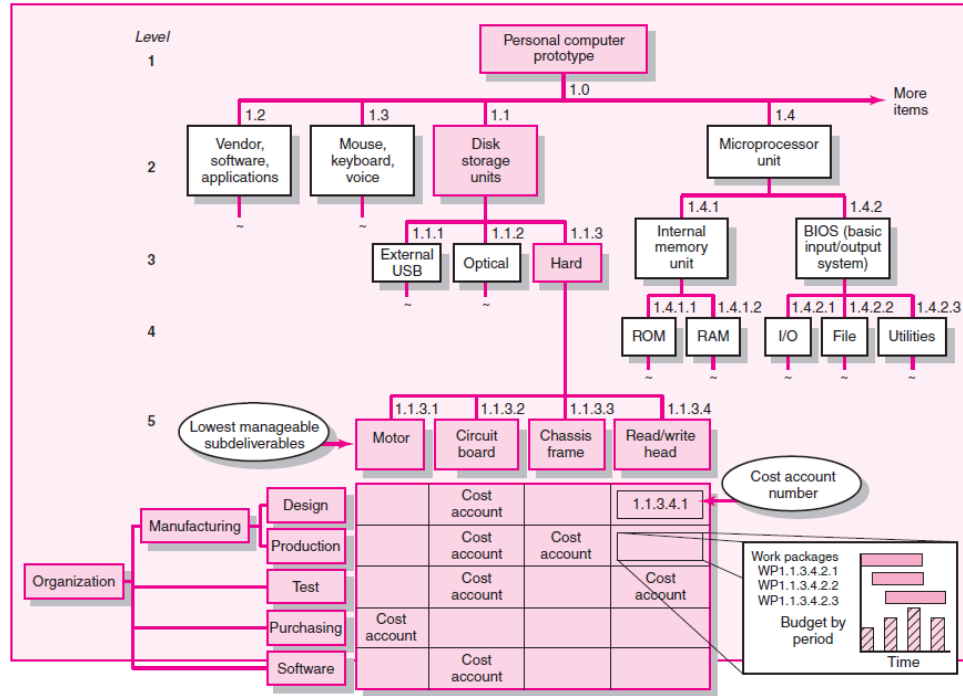 Level
1
Personal computer
prototype
1.0
More
items
1.2
1.3
1.1
1.4
2
Vendor,
software,
applications
Mouse,
keyboard,
voice
Disk
storage
units
Microprocessor
unit
~
~
1.4.1
1.4.2
1.1.1
1.1.2
1.1.3
3
External
USB
Optical
Hard
Internal
memory
unit
BIOS (basic
input/output
system)
~
~
1.4.1.1
1.4.1.2
1.4.2.1
1.4.2.2
1.4.2.3
4
ROM
RAM
I/O
File
Utilities
~
~
~
~
~
5
1.1.3.1
1.1.3.2
1.1.3.3
1.1.3.4
Lowest manageable
subdeliverables
Motor
Circuit
board
Chassis
frame
Read/write
head
Cost account
number
Organization
Manufacturing
Design
Cost
account
1.1.3.4.1
Production
Cost
account
Cost
account
Test
Cost
account
Cost
account
Purchasing
Cost
account
Software
Cost
account
Work packages
WP1.1.3.4.2.1
WP1.1.3.4.2.2
WP1.1.3.4.2.3
Budget by
period
Time